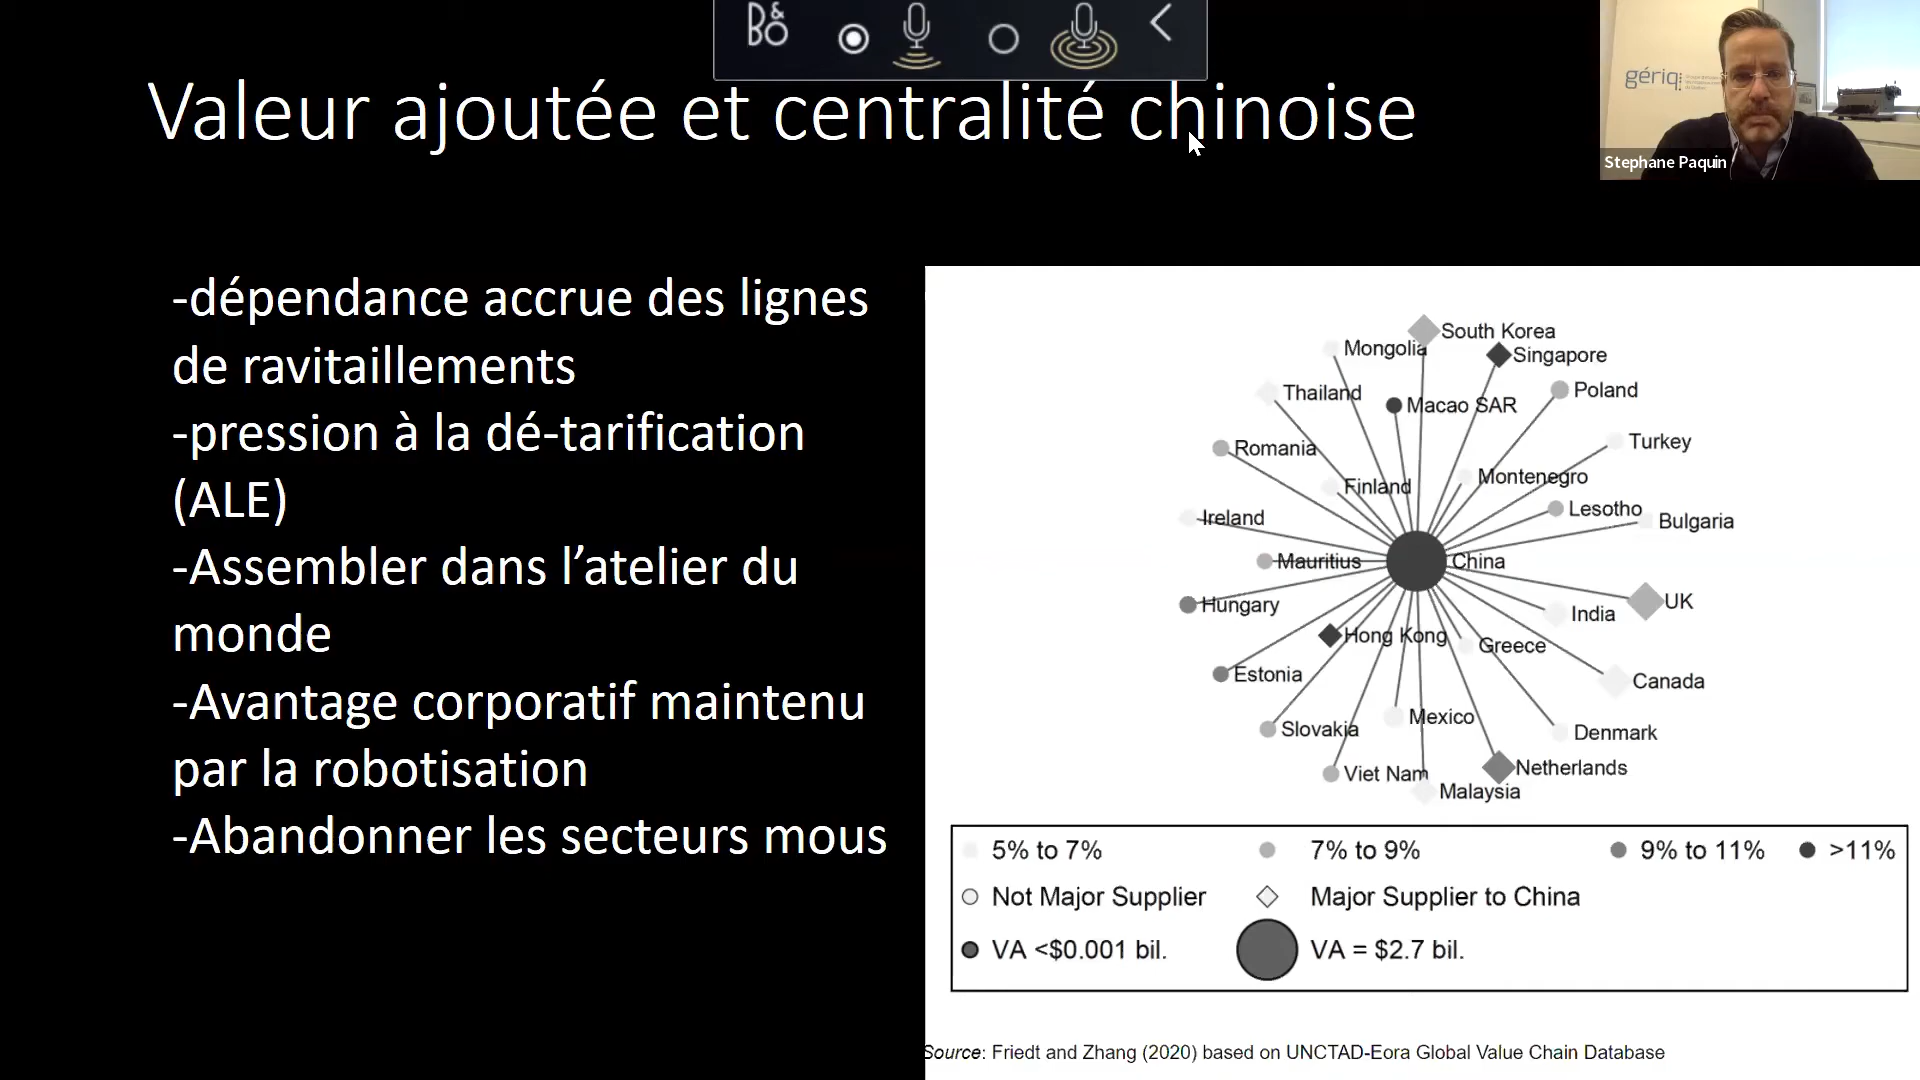 B&O
Valeur ajoutée et centralité chinoise
gériq
Stephane Paquin
-dépendance accrue des lignes
de ravitaillements
-pression à la dé-tarification
(ALE)
-Assembler dans l’atelier du
monde
-Avantage corporatif maintenu
par la robotisation
-Abandonner les secteurs mous
South Korea
Mongolia
Singapore
Thailand
Macao SAR
Poland
Romania
Turkey
Finland
Montenegro
Ireland
Lesotho
Bulgaria
Mauritius
China
Hungary
India
UK
Hong Kong
Greece
Estonia
Canada
Slovakia
Mexico
Denmark
Viet Nam
Netherlands
Malaysia
5% to 7%
7% to 9%
9% to 11%
>11%
Not Major Supplier
Major Supplier to China
VA <$0.001 bil.
VA = $2.7 bil.
Source: Friedt and Zhang (2020) based on UNCTAD-Eora Global Value Chain Database